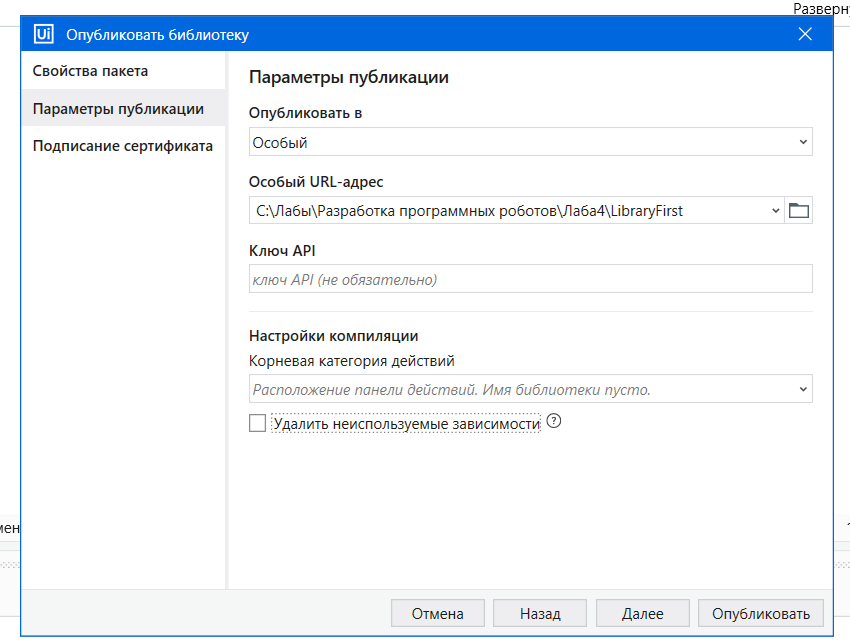 Разверн
Ui Опубликовать библиотеку
Свойства пакета
Параметры публикации
Подписание сертификата
Параметры публикации
Опубликовать в
Особый
Особый URL-адрес
C:\Лабы\Разработка программных роботов\Лаба4\LibraryFirst
Ключ API
ключ API (не обязательно)
Настройки компиляции
Корневая категория действий
Расположение панели действий. Имя библиотеки пусто.
Удалить неиспользуемые зависимости ?
мен
Отмена Назад Далее Опубликовать